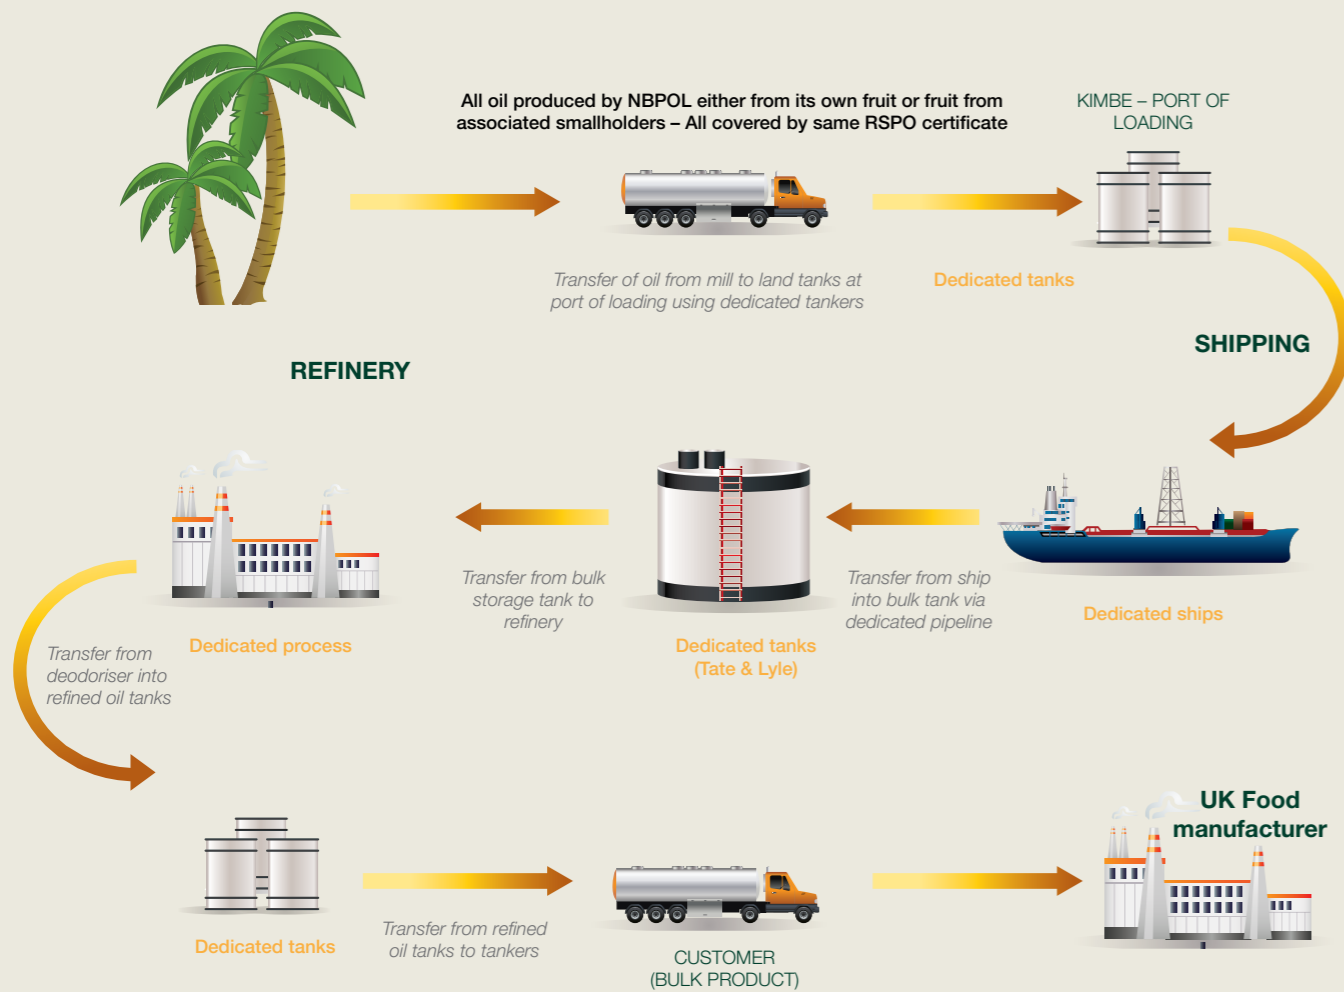 All oil produced by NBPOL either from its own fruit or fruit from
associated smallholders – All covered by same RSPO certificate
KIMBE – PORT OF
LOADING
Transfer of oil from mill to land tanks at
port of loading using dedicated tankers
Dedicated tanks
SHIPPING
REFINERY
Dedicated ships
Transfer from ship
into bulk tank via
dedicated pipeline
Dedicated tanks
(Tate & Lyle)
Transfer from bulk
storage tank to
refinery
Dedicated process
Transfer from
deodoriser into
refined oil tanks
Dedicated tanks
Transfer from refined
oil tanks to tankers
CUSTOMER
(BULK PRODUCT)
UK Food
manufacturer